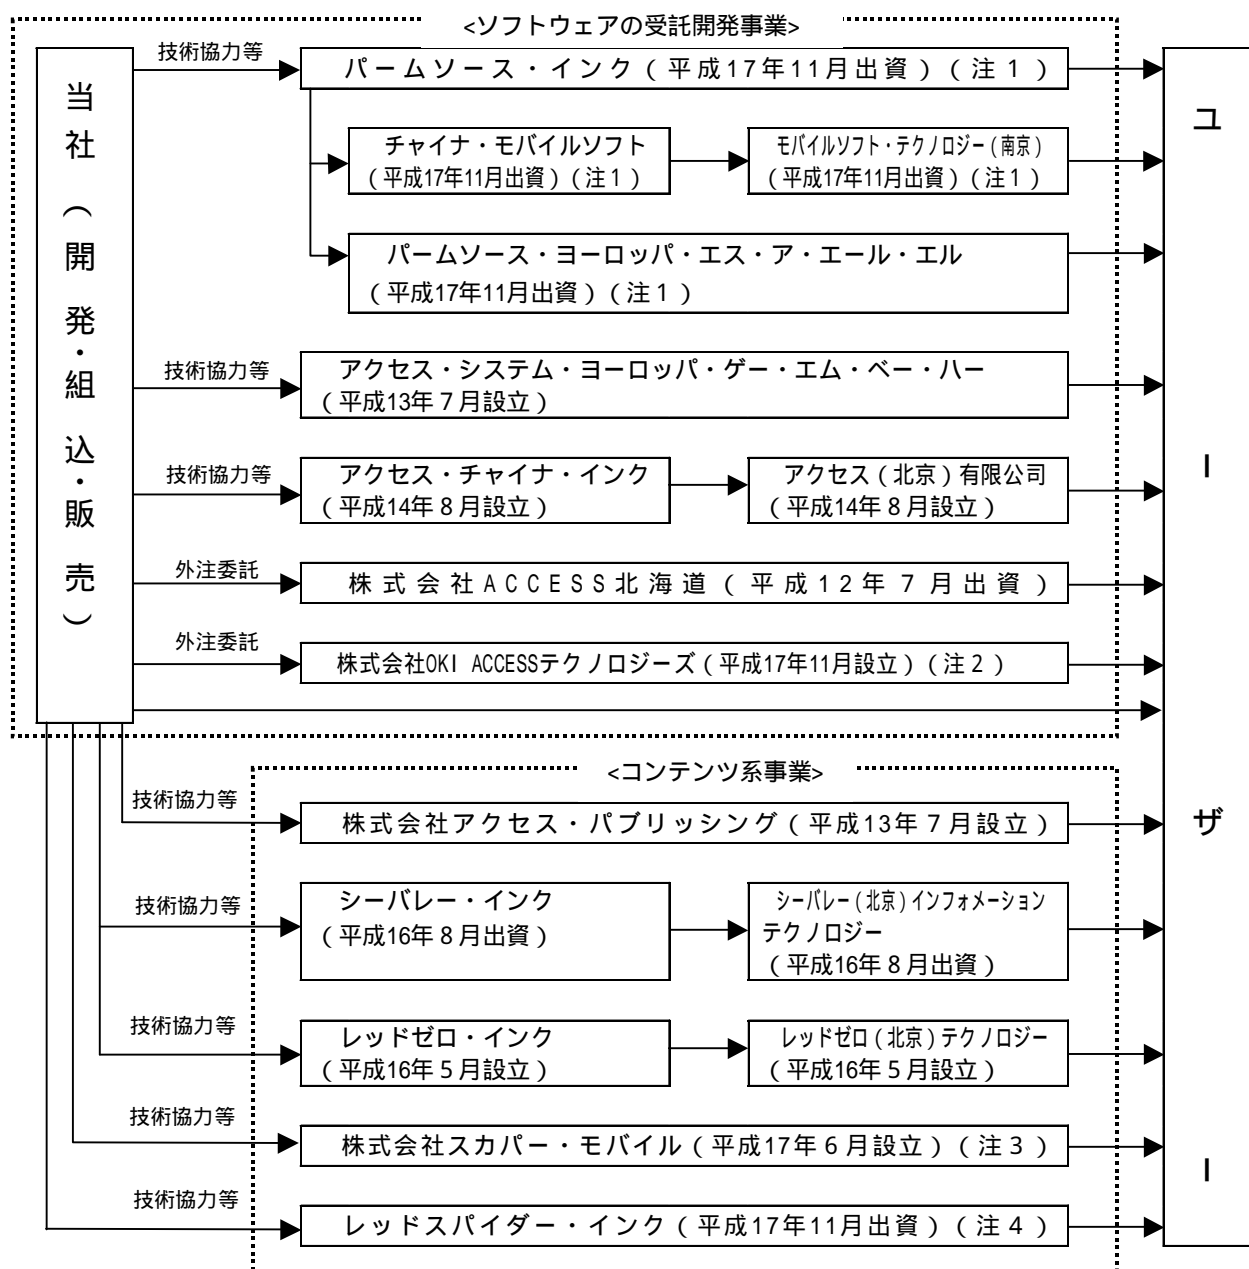 <ソフトウェアの受託開発事業>
当社（開発・組込・販売）
技術協力等
パームソース・インク（平成17年11月出資）（注１）
チャイナ・モバイルソフト
（平成17年11月出資）（注１）
モバイルソフト・テクノロジー（南京）
（平成17年11月出資）（注１）
パームソース・ヨーロッパ・エス・ア・エール・エル
（平成17年11月出資）（注１）
技術協力等
アクセス・システム・ヨーロッパ・ゲー・エム・ベー・ハー
（平成13年７月設立）
技術協力等
アクセス・チャイナ・インク
（平成14年８月設立）
アクセス（北京）有限公司
（平成14年８月設立）
外注委託
株式会社ACCESS北海道（平成12年７月出資）
外注委託
株式会社OKI ACCESSテクノロジーズ（平成17年11月設立）（注２）
ユーザー
<コンテンツ系事業>
技術協力等
株式会社アクセス・パブリッシング（平成13年７月設立）
技術協力等
シーバレー・インク
（平成16年８月出資）
シーバレー（北京）インフォメーション
テクノロジー
（平成16年８月出資）
技術協力等
レッドゼロ・インク
（平成16年５月設立）
レッドゼロ（北京）テクノロジー
（平成16年５月設立）
技術協力等
株式会社スカパー・モバイル（平成17年６月設立）（注３）
技術協力等
レッドスパイダー・インク（平成17年11月出資）（注４）